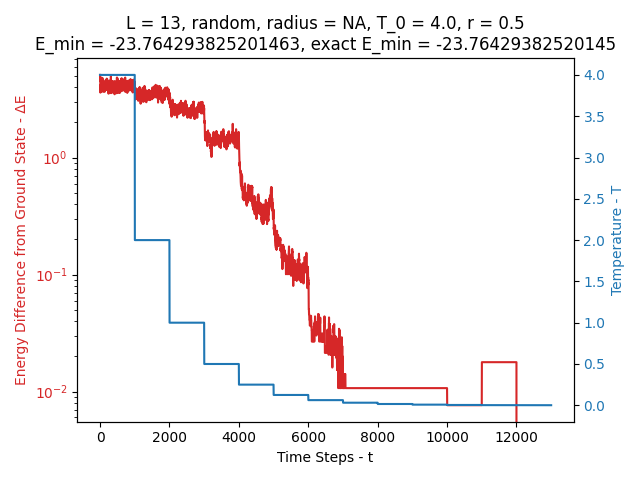 L = 13, random, radius = NA, T_0 = 4.0, r = 0.5
E_min = -23.764293825201463, exact E_min = -23.76429382520145
Energy Difference from Ground State - ΔE
10⁰
10⁻¹
10⁻²
4.0
3.5
3.0
2.5
2.0
1.5
1.0
0.5
0.0
Temperature - T
0 2000 4000 6000 8000 10000 12000
Time Steps - t